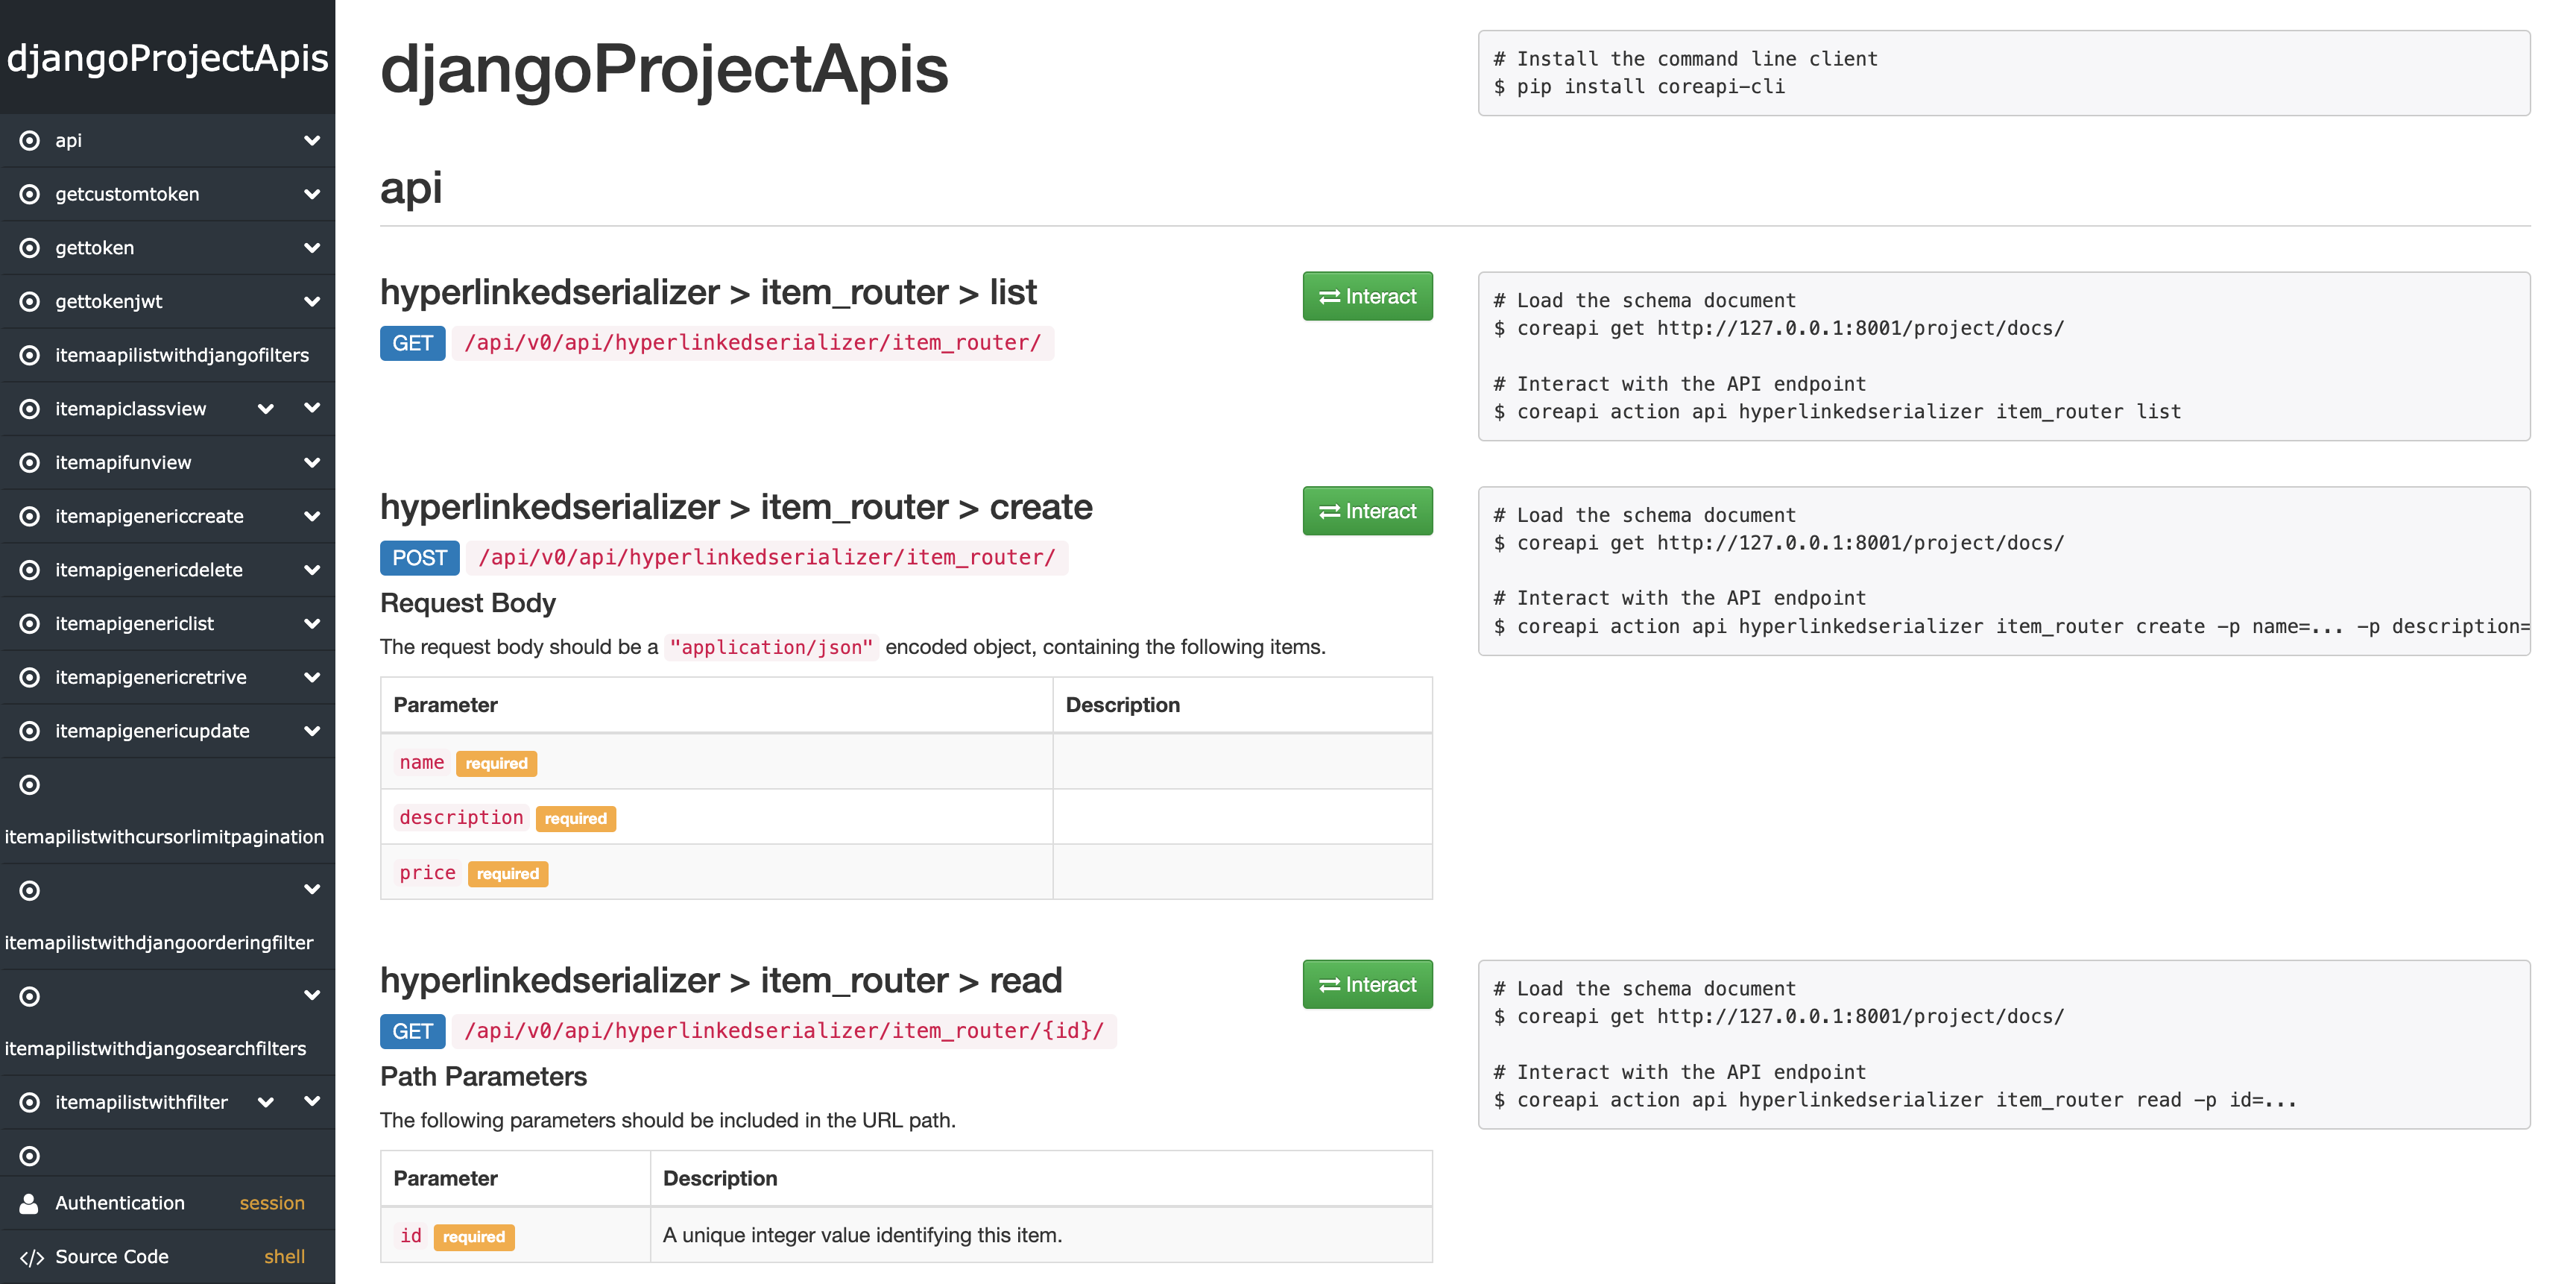 djangoProjectApis
api
getcustomtoken
gettoken
gettokenjwt
itemaapilistwithdjangofilters
itemapiclassview
itemapifunview
itemapigenericcreate
itemapigenericdelete
itemapigenericlist
itemapigenericretrive
itemapigenericupdate
itemapilistwithcursorlimitpagination
itemapilistwithdjangoorderingfilter
itemapilistwithdjangosearchfilters
itemapilistwithfilter
Authentication session
</> Source Code shell
djangoProjectApis
# Install the command line client
$ pip install coreapi-cli
api
hyperlinkedserializer > item_router > list
Interact
GET /api/v0/api/hyperlinkedserializer/item_router/
# Load the schema document
$ coreapi get http://127.0.0.1:8001/project/docs/
# Interact with the API endpoint
$ coreapi action api hyperlinkedserializer item_router list
hyperlinkedserializer > item_router > create
Interact
POST /api/v0/api/hyperlinkedserializer/item_router/
Request Body
The request body should be a "application/json" encoded object, containing the following items.
Parameter Description
name required
description required
price required
# Load the schema document
$ coreapi get http://127.0.0.1:8001/project/docs/
# Interact with the API endpoint
$ coreapi action api hyperlinkedserializer item_router create -p name=... -p description=
hyperlinkedserializer > item_router > read
Interact
GET /api/v0/api/hyperlinkedserializer/item_router/{id}/
Path Parameters
The following parameters should be included in the URL path.
Parameter Description
id required A unique integer value identifying this item.
# Load the schema document
$ coreapi get http://127.0.0.1:8001/project/docs/
# Interact with the API endpoint
$ coreapi action api hyperlinkedserializer item_router read -p id=...